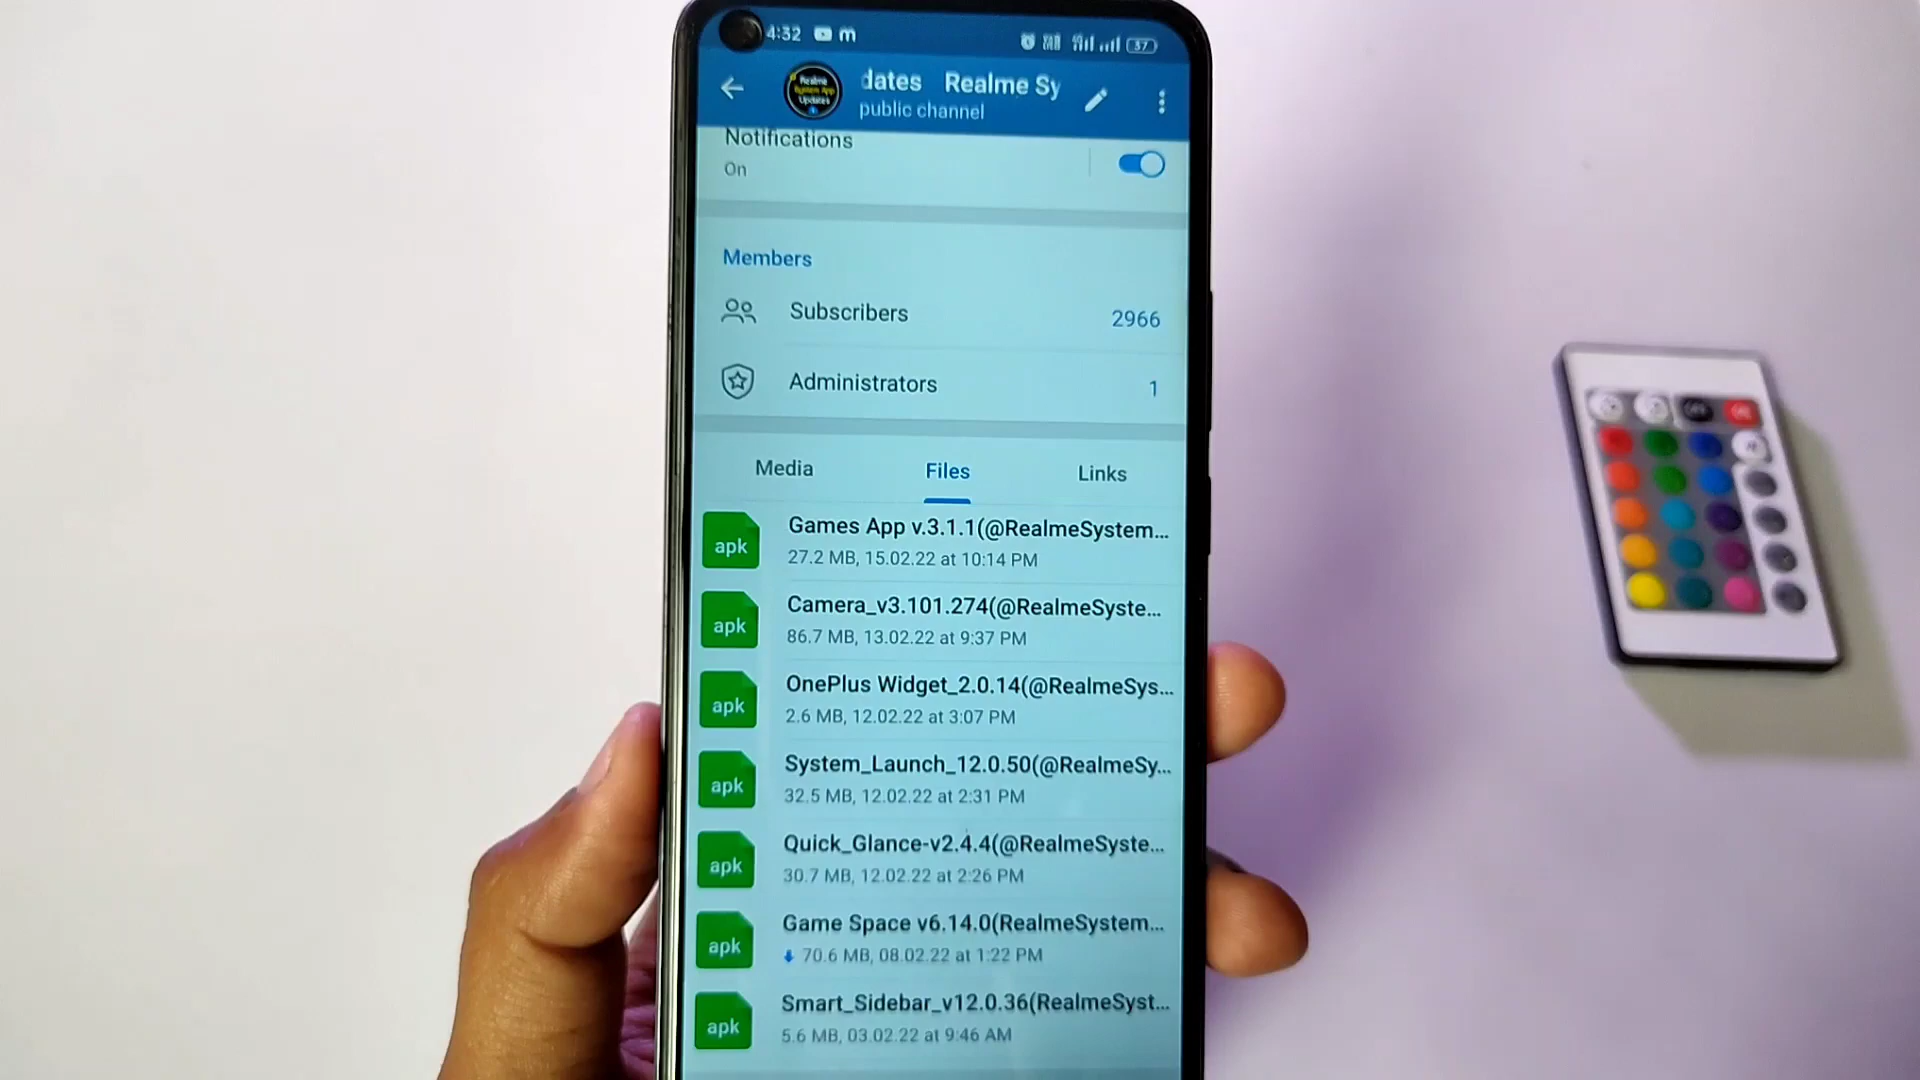 4:32
37
dates Realme Sy
public channel
Realme
System App
Updates
Notifications
On
Members
Subscribers
2966
Administrators
1
Media
Files
Links
apk
Games App v.3.1.1(@RealmeSystem...
27.2 MB, 15.02.22 at 10:14 PM
apk
Camera_v3.101.274(@RealmeSyste...
86.7 MB, 13.02.22 at 9:37 PM
apk
OnePlus Widget_2.0.14(@RealmeSys...
2.6 MB, 12.02.22 at 3:07 PM
apk
System_Launch_12.0.50(@RealmeSy...
32.5 MB, 12.02.22 at 2:31 PM
apk
Quick_Glance-v2.4.4(@RealmeSyste...
30.7 MB, 12.02.22 at 2:26 PM
apk
Game Space v6.14.0(RealmeSystem...
70.6 MB, 08.02.22 at 1:22 PM
apk
Smart_Sidebar_v12.0.36(RealmeSyst...
5.6 MB, 03.02.22 at 9:46 AM